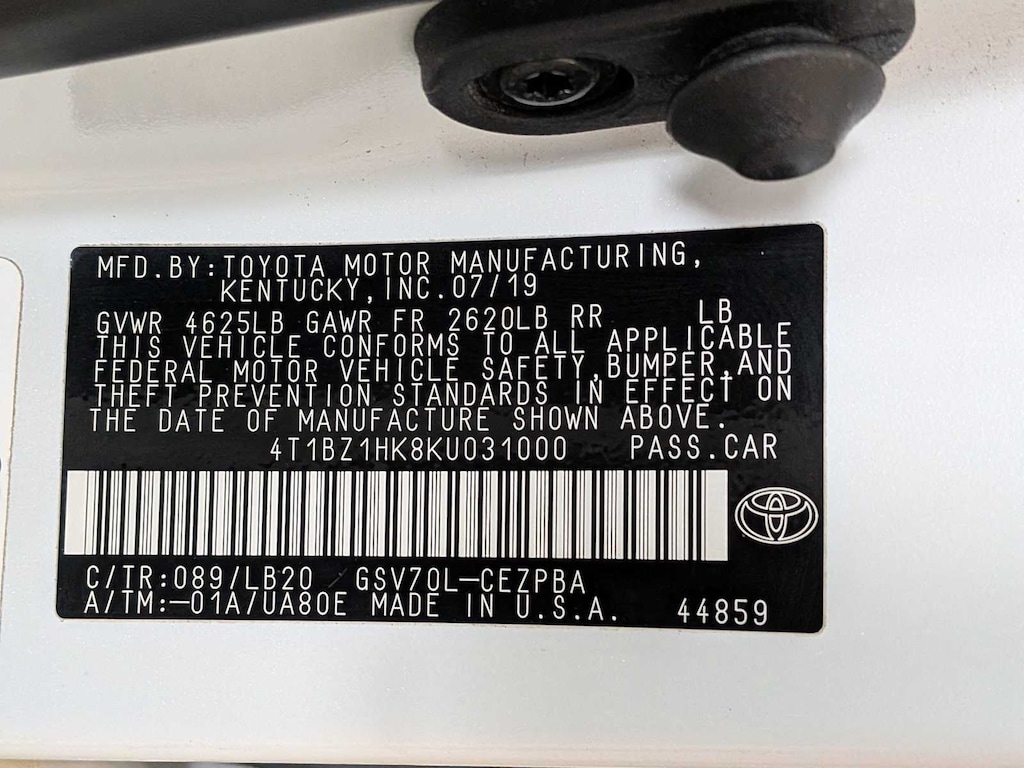 MFD.BY:TOYOTA MOTOR MANUFACTURING,
KENTUCKY,INC.07/19
GVWR 4625LB GAWR FR 2620LB RR LB
THIS VEHICLE CONFORMS TO ALL APPLICABLE
FEDERAL MOTOR VEHICLE SAFETY,BUMPER,AND
THEFT PREVENTION STANDARDS IN EFFECT ON
THE DATE OF MANUFACTURE SHOWN ABOVE.
4T1BZ1HK8KU031000 PASS.CAR
C/TR:089/LB20 GSV70L-CEZPBA
A/TM:-01A/UA80E MADE IN U.S.A. 44859